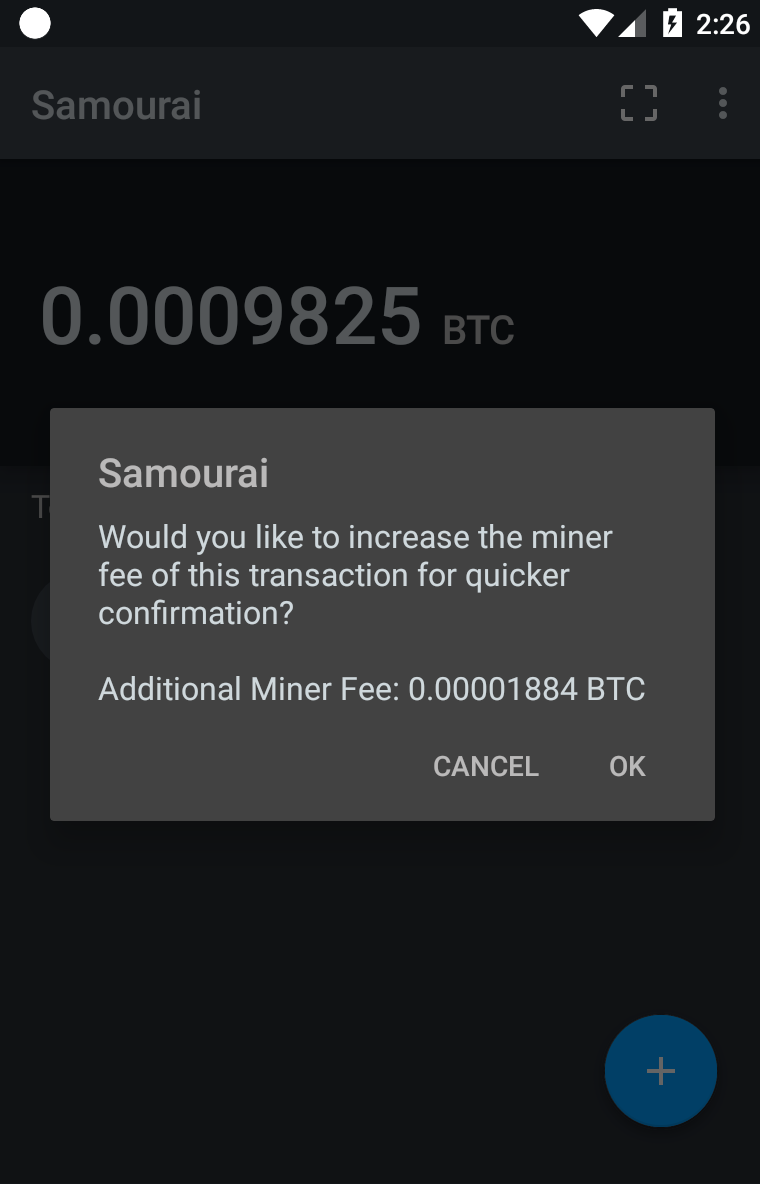 2:26
Samourai
0.0009825 BTC
Samourai
Would you like to increase the miner
fee of this transaction for quicker
confirmation?
Additional Miner Fee: 0.00001884 BTC
CANCEL OK